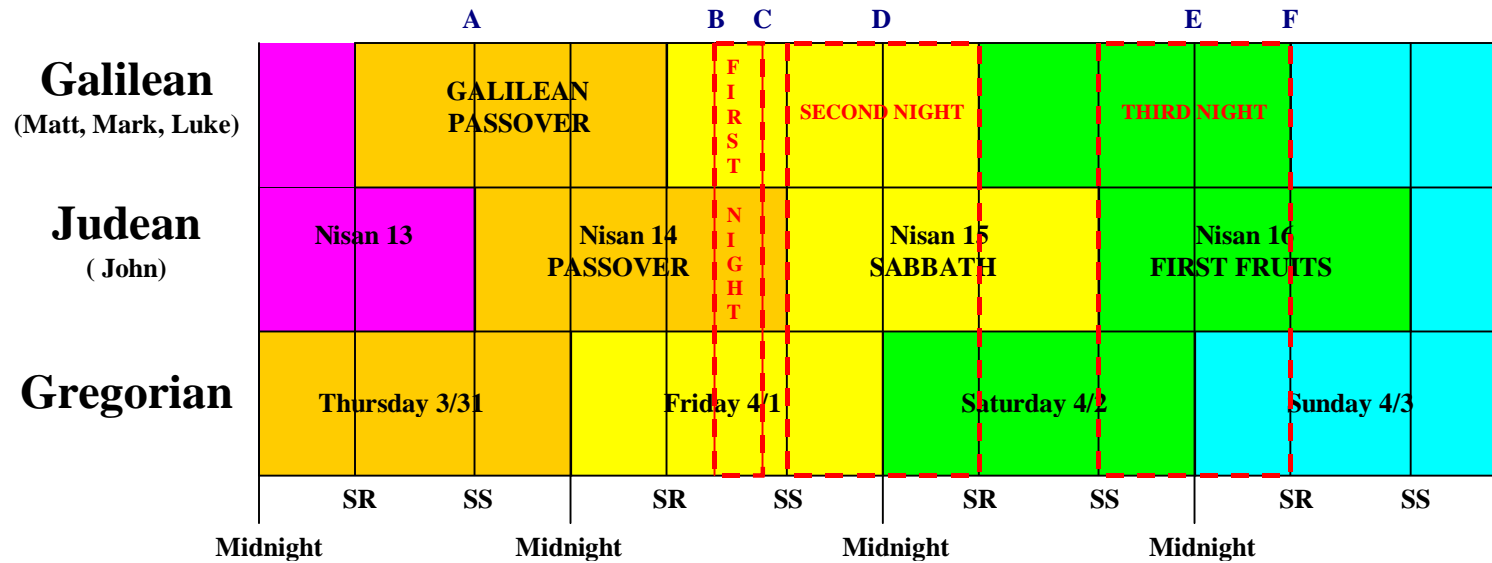 A B C D E F
Galilean
(Matt, Mark, Luke)
GALILEAN
PASSOVER
FIRST
SECOND NIGHT
THIRD NIGHT
Judean
( John)
Nisan 13
Nisan 14
PASSOVER
NIGHT
Nisan 15
SABBATH
Nisan 16
FIRST FRUITS
Gregorian
Thursday 3/31
Friday 4/1
Saturday 4/2
Sunday 4/3
SR SS SR SS SR SS SR SS
Midnight Midnight Midnight Midnight